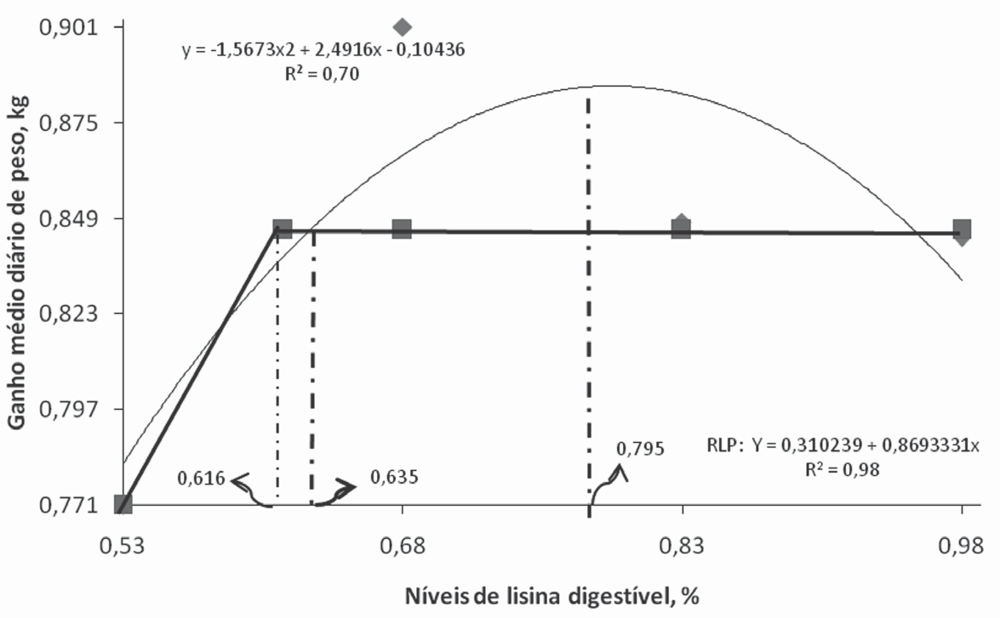 Ganho médio diário de peso, kg
0,901
0,875
0,849
0,823
0,797
0,771
y = -1,5673x2 + 2,4916x - 0,10436
R² = 0,70
0,616
0,635
0,795
RLP: Y = 0,310239 + 0,8693331x
R² = 0,98
0,53
0,68
0,83
0,98
Níveis de lisina digestível, %